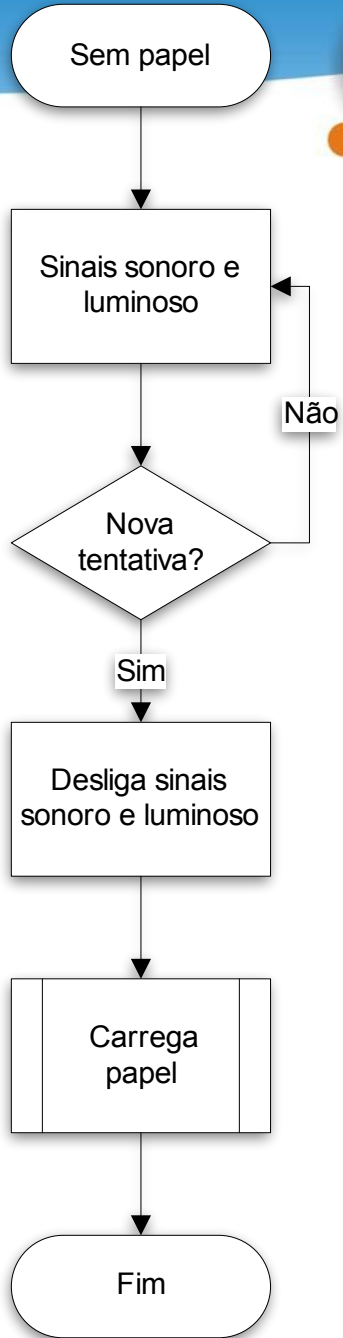 Sem papel
Sinais sonoro e
luminoso
Não
Nova
tentativa?
Sim
Desliga sinais
sonoro e luminoso
Carrega
papel
Fim